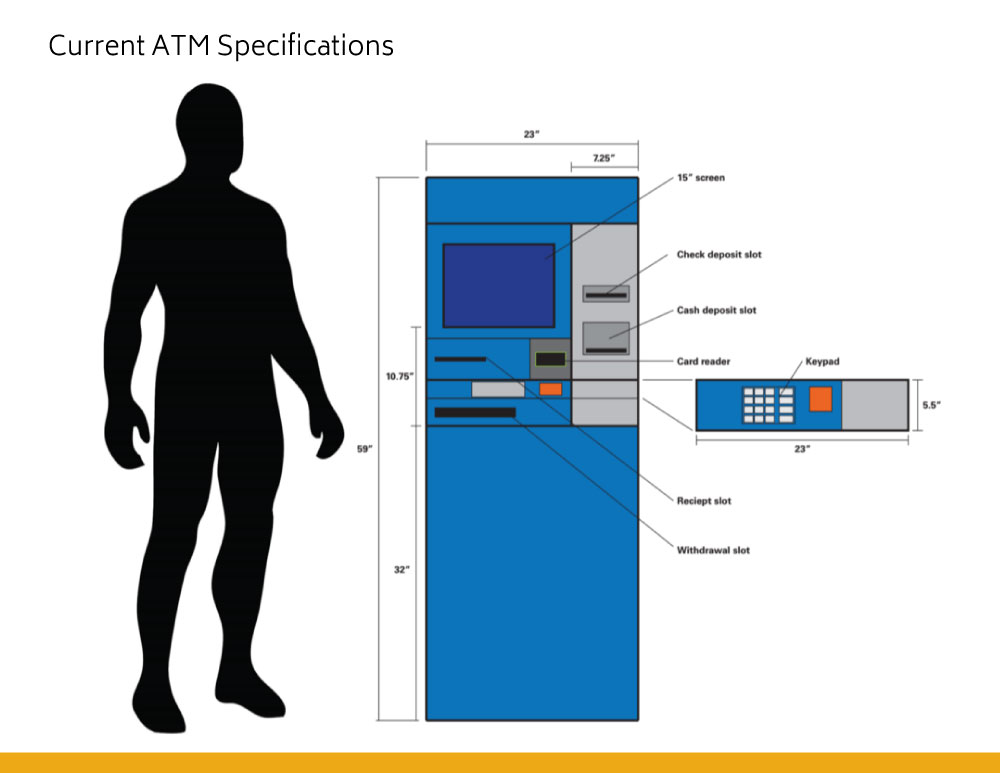 Current ATM Specifications
23”
7.25”
15” screen
Check deposit slot
Cash deposit slot
Card reader
Keypad
10.75”
5.5”
59”
23”
Reciept slot
Withdrawal slot
32”